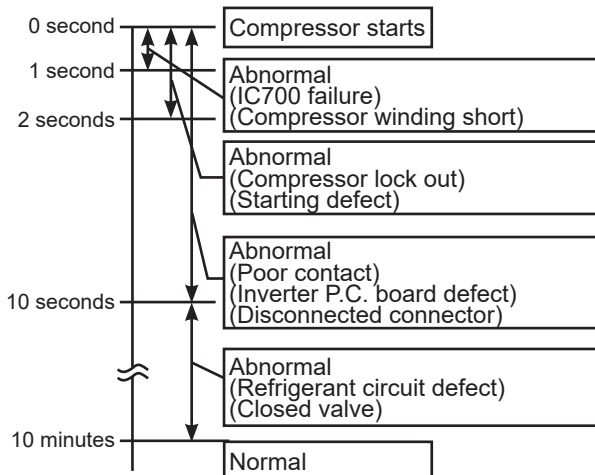 0 second
Compressor starts
1 second
Abnormal
(IC700 failure)
(Compressor winding short)
2 seconds
Abnormal
(Compressor lock out)
(Starting defect)
Abnormal
(Poor contact)
(Inverter P.C. board defect)
(Disconnected connector)
10 seconds
Abnormal
(Refrigerant circuit defect)
(Closed valve)
10 minutes
Normal